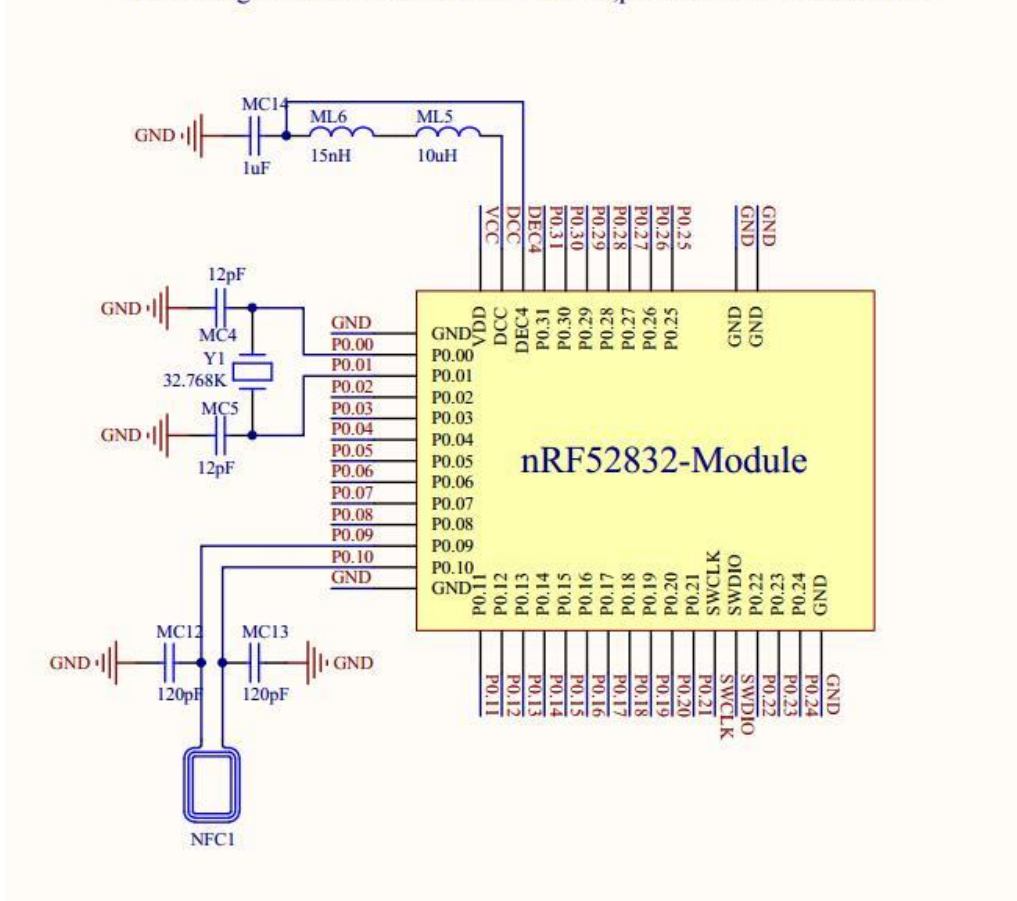 MC14
ML6
ML5
GND
1uF
15nH
10uH
VCC
DCC
DEC4
P0.31
P0.30
P0.29
P0.28
P0.27
P0.26
P0.25
GND
GND
12pF
GND
MC4
Y1
32.768K
MC5
GND
12pF
GND
P0.00
P0.01
P0.02
P0.03
P0.04
P0.05
P0.06
P0.07
P0.08
P0.09
P0.10
GND
VDD
DCC
DEC4
P0.31
P0.30
P0.29
P0.28
P0.27
P0.26
P0.25
GND
GND
GND
P0.00
P0.01
P0.02
P0.03
P0.04
P0.05
P0.06
P0.07
P0.08
P0.09
P0.10
GND
nRF52832-Module
P0.11
P0.12
P0.13
P0.14
P0.15
P0.16
P0.17
P0.18
P0.19
P0.20
P0.21
SWCLK
SWDIO
P0.22
P0.23
P0.24
GND
P0.11
P0.12
P0.13
P0.14
P0.15
P0.16
P0.17
P0.18
P0.19
P0.20
P0.21
SWCLK
SWDIO
P0.22
P0.23
P0.24
GND
MC12
MC13
GND
GND
120pF
120pF
NFC1